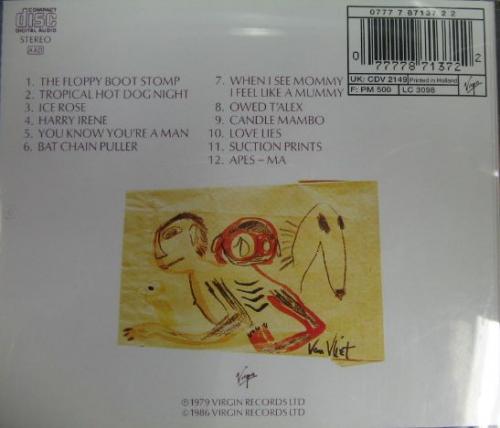 COMPACT
disc
DIGITAL AUDIO
STEREO
AAD
0777 7 87137 2 2
0 77778 71372 2
UK: CDV 2149
Printed in Holland
F: PM 500
LC 3098
Virgin
1. THE FLOPPY BOOT STOMP
2. TROPICAL HOT DOG NIGHT
3. ICE ROSE
4. HARRY IRENE
5. YOU KNOW YOU'RE A MAN
6. BAT CHAIN PULLER
7. WHEN I SEE MOMMY
I FEEL LIKE A MUMMY
8. OWED T'ALEX
9. CANDLE MAMBO
10. LOVE LIES
11. SUCTION PRINTS
12. APES – MA
Van Vliet
Virgin
℗ 1979 VIRGIN RECORDS LTD
© 1986 VIRGIN RECORDS LTD